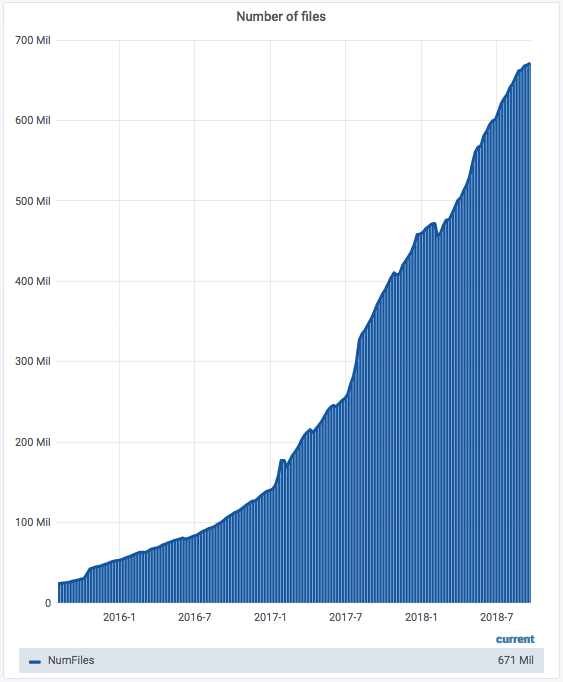 Number of files
700 Mil
600 Mil
500 Mil
400 Mil
300 Mil
200 Mil
100 Mil
0
2016-1 2016-7 2017-1 2017-7 2018-1 2018-7
current
NumFiles 671 Mil